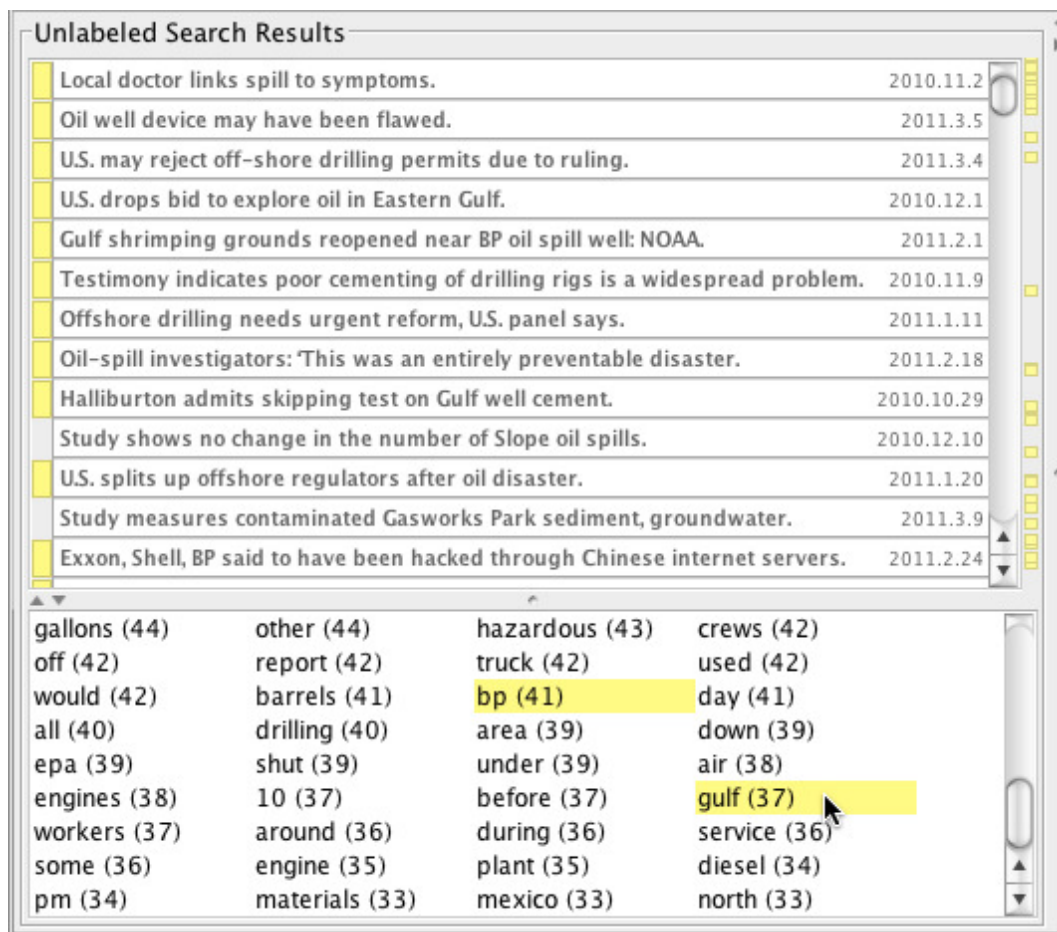 Unlabeled Search Results
Local doctor links spill to symptoms. 2010.11.2
Oil well device may have been flawed. 2011.3.5
U.S. may reject off-shore drilling permits due to ruling. 2011.3.4
U.S. drops bid to explore oil in Eastern Gulf. 2010.12.1
Gulf shrimping grounds reopened near BP oil spill well: NOAA. 2011.2.1
Testimony indicates poor cementing of drilling rigs is a widespread problem. 2010.11.9
Offshore drilling needs urgent reform, U.S. panel says. 2011.1.11
Oil-spill investigators: 'This was an entirely preventable disaster. 2011.2.18
Halliburton admits skipping test on Gulf well cement. 2010.10.29
Study shows no change in the number of Slope oil spills. 2010.12.10
U.S. splits up offshore regulators after oil disaster. 2011.1.20
Study measures contaminated Gasworks Park sediment, groundwater. 2011.3.9
Exxon, Shell, BP said to have been hacked through Chinese internet servers. 2011.2.24
gallons (44) other (44) hazardous (43) crews (42)
off (42) report (42) truck (42) used (42)
would (42) barrels (41) bp (41) day (41)
all (40) drilling (40) area (39) down (39)
epa (39) shut (39) under (39) air (38)
engines (38) 10 (37) before (37) gulf (37)
workers (37) around (36) during (36) service (36)
some (36) engine (35) plant (35) diesel (34)
pm (34) materials (33) mexico (33) north (33)